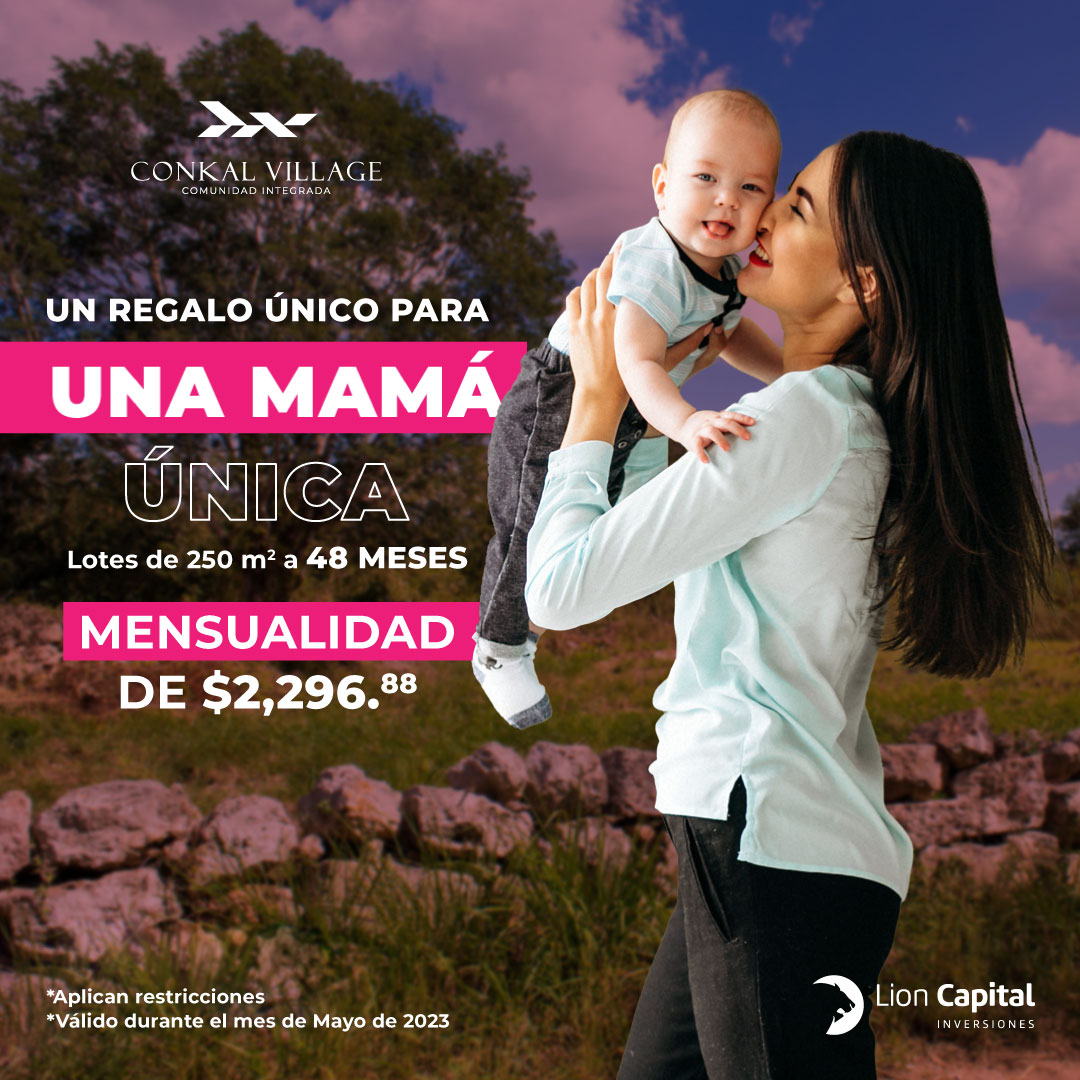 CONKAL VILLAGE
COMUNIDAD INTEGRADA
UN REGALO ÚNICO PARA
UNA MAMÁ
ÚNICA
Lotes de 250 m² a 48 MESES
MENSUALIDAD
DE $2,296.88
*Aplican restricciones
*Válido durante el mes de Mayo de 2023
Lion Capital
INVERSIONES